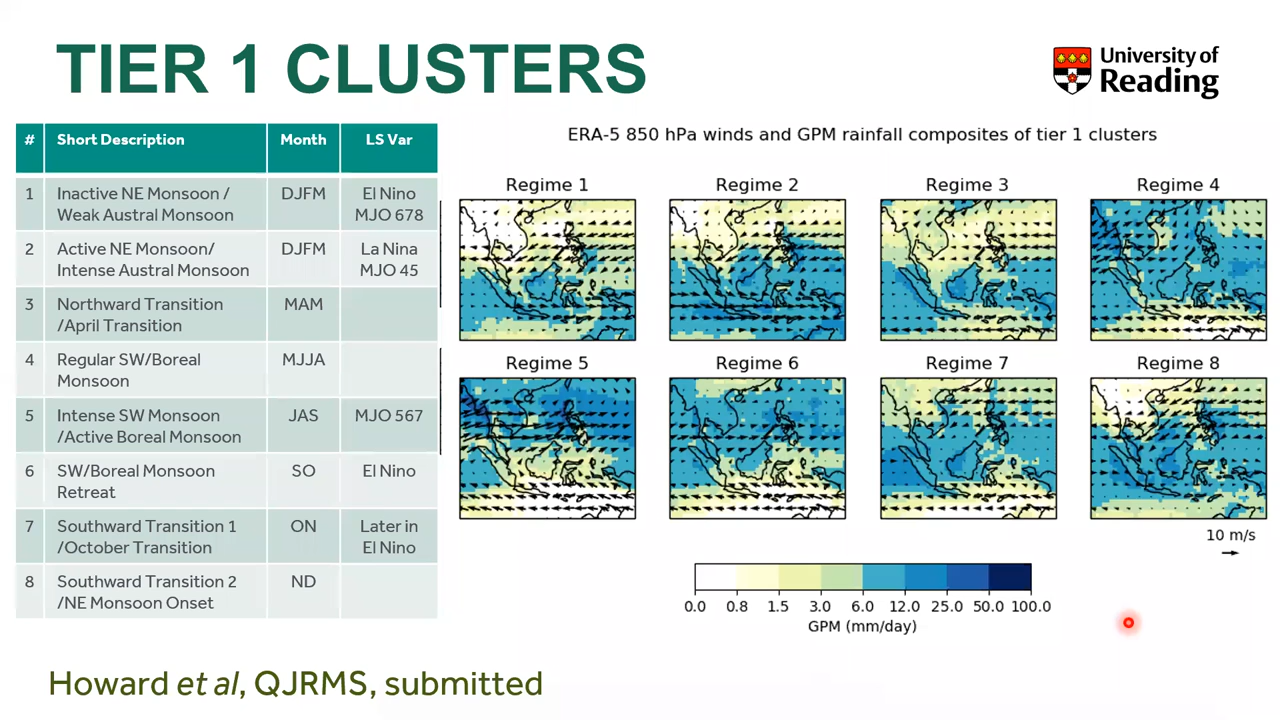 TIER 1 CLUSTERS
University of
Reading
# Short Description Month LS Var
1 Inactive NE Monsoon / DJFM El Nino
Weak Austral Monsoon MJO 678
2 Active NE Monsoon/ DJFM La Nina
Intense Austral Monsoon MJO 45
3 Northward Transition MAM
/April Transition
4 Regular SW/Boreal MJJA
Monsoon
5 Intense SW Monsoon JAS MJO 567
/Active Boreal Monsoon
6 SW/Boreal Monsoon SO El Nino
Retreat
7 Southward Transition 1 ON Later in
/October Transition El Nino
8 Southward Transition 2 ND
/NE Monsoon Onset
ERA-5 850 hPa winds and GPM rainfall composites of tier 1 clusters
Regime 1 Regime 2 Regime 3 Regime 4
Regime 5 Regime 6 Regime 7 Regime 8
10 m/s
0.0 0.8 1.5 3.0 6.0 12.0 25.0 50.0 100.0
GPM (mm/day)
Howard et al, QJRMS, submitted